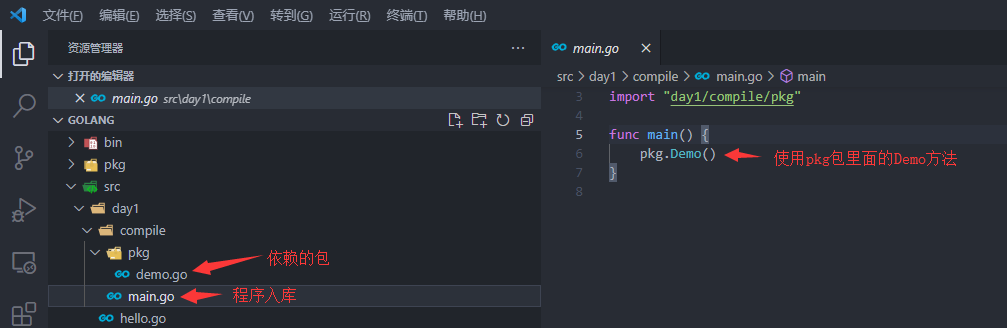 文件(F) 编辑(E) 选择(S) 查看(V) 转到(G) 运行(R) 终端(T) 帮助(H)
资源管理器
打开的编辑器
main.go src\day1\compile
GOLANG
bin
pkg
src
day1
compile
pkg
demo.go
依赖的包
main.go
程序入库
hello.go
main.go
src > day1 > compile > main.go > main
3 import "day1/compile/pkg"
4
5 func main() {
6 pkg.Demo()
使用pkg包里面的Demo方法
7 }
8